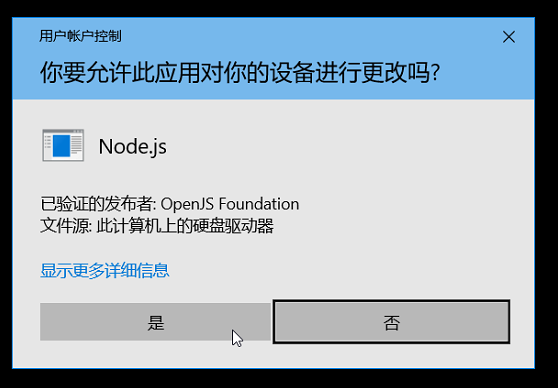 用户帐户控制
你要允许此应用对你的设备进行更改吗?
Node.js
已验证的发布者: OpenJS Foundation
文件源: 此计算机上的硬盘驱动器
显示更多详细信息
是
否